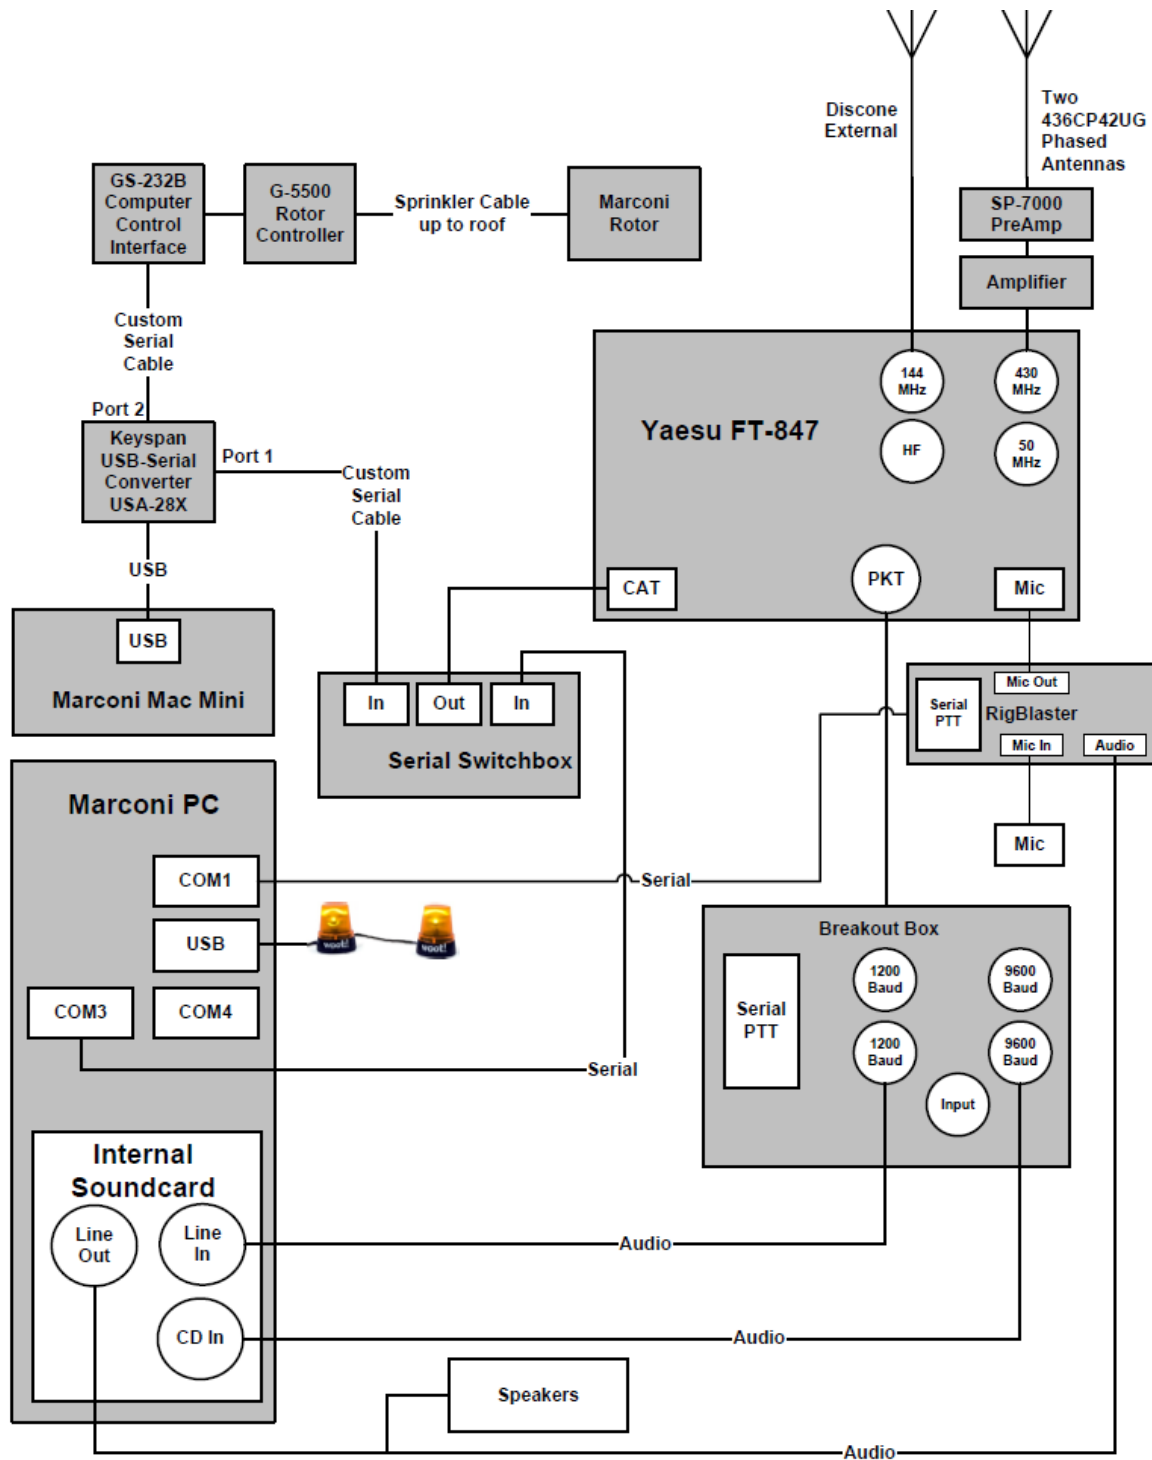 Discone
External
Two
436CP42UG
Phased
Antennas
GS-232B
Computer
Control
Interface
G-5500
Rotor
Controller
Sprinkler Cable
up to roof
Marconi
Rotor
SP-7000
PreAmp
Amplifier
Custom
Serial
Cable
Port 2
Keyspan
USB-Serial
Converter
USA-28X
Port 1
Custom
Serial
Cable
USB
USB
Marconi Mac Mini
Yaesu FT-847
144
MHz
430
MHz
HF
50
MHz
CAT
PKT
Mic
In
Out
In
Serial Switchbox
Serial
PTT
Mic Out
RigBlaster
Mic In
Audio
Mic
Marconi PC
COM1
Serial
USB
woot!
woot!
COM3
COM4
Serial
Breakout Box
Serial
PTT
1200
Baud
9600
Baud
1200
Baud
9600
Baud
Input
Internal
Soundcard
Line
Out
Line
In
CD In
Audio
Audio
Speakers
Audio